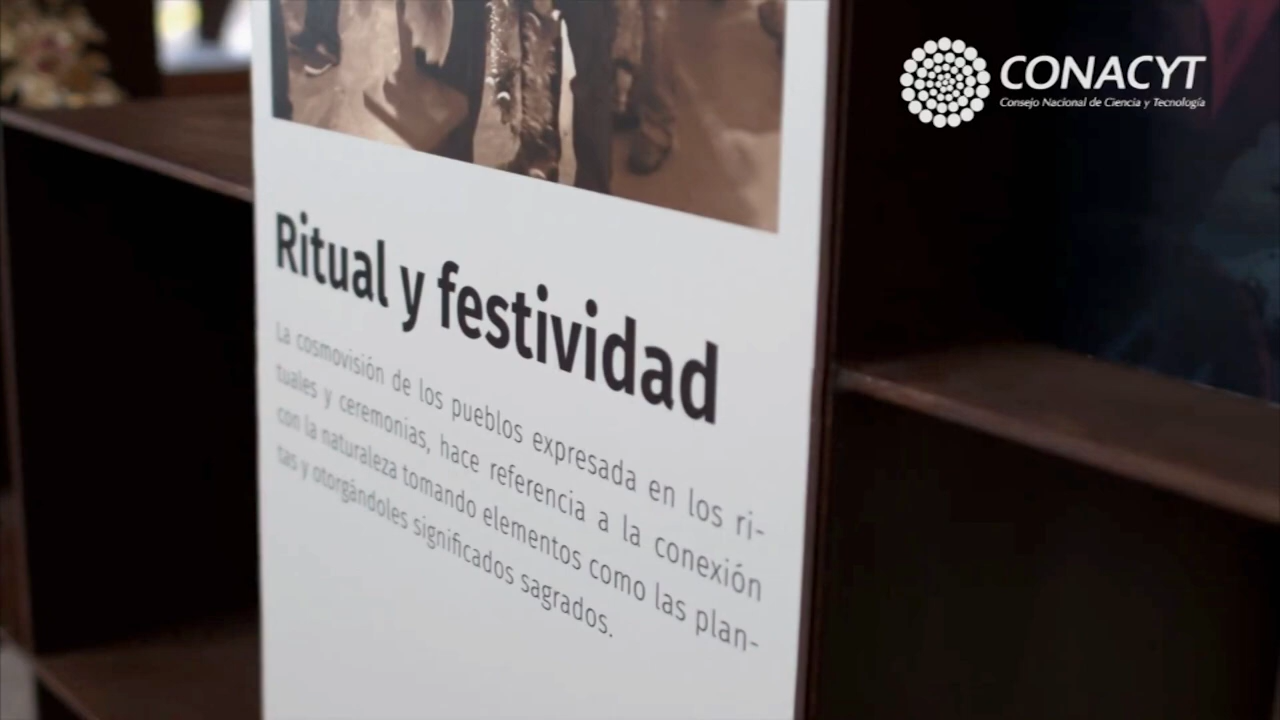 CONACYT
Consejo Nacional de Ciencia y Tecnología
Ritual y festividad
La cosmovisión de los pueblos expresada en los ri-
tuales y ceremonias, hace referencia a la conexión
con la naturaleza tomando elementos como las plan-
tas y otorgándoles significados sagrados.